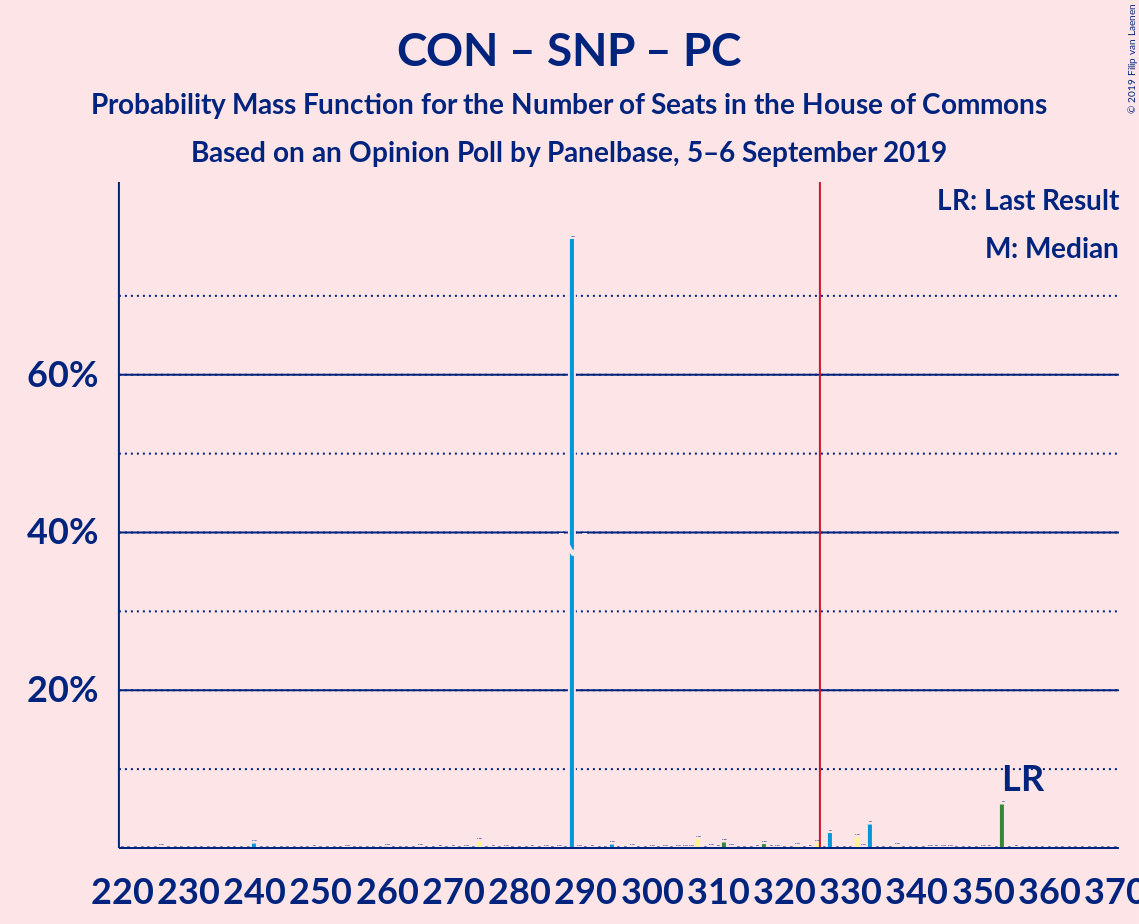 CON – SNP – PC
Probability Mass Function for the Number of Seats in the House of Commons
Based on an Opinion Poll by Panelbase, 5–6 September 2019
© 2019 Filip van Laenen
LR: Last Result
M: Median
60%
40%
20%
LR
220 230 240 250 260 270 280 290 300 310 320 330 340 350 360 370